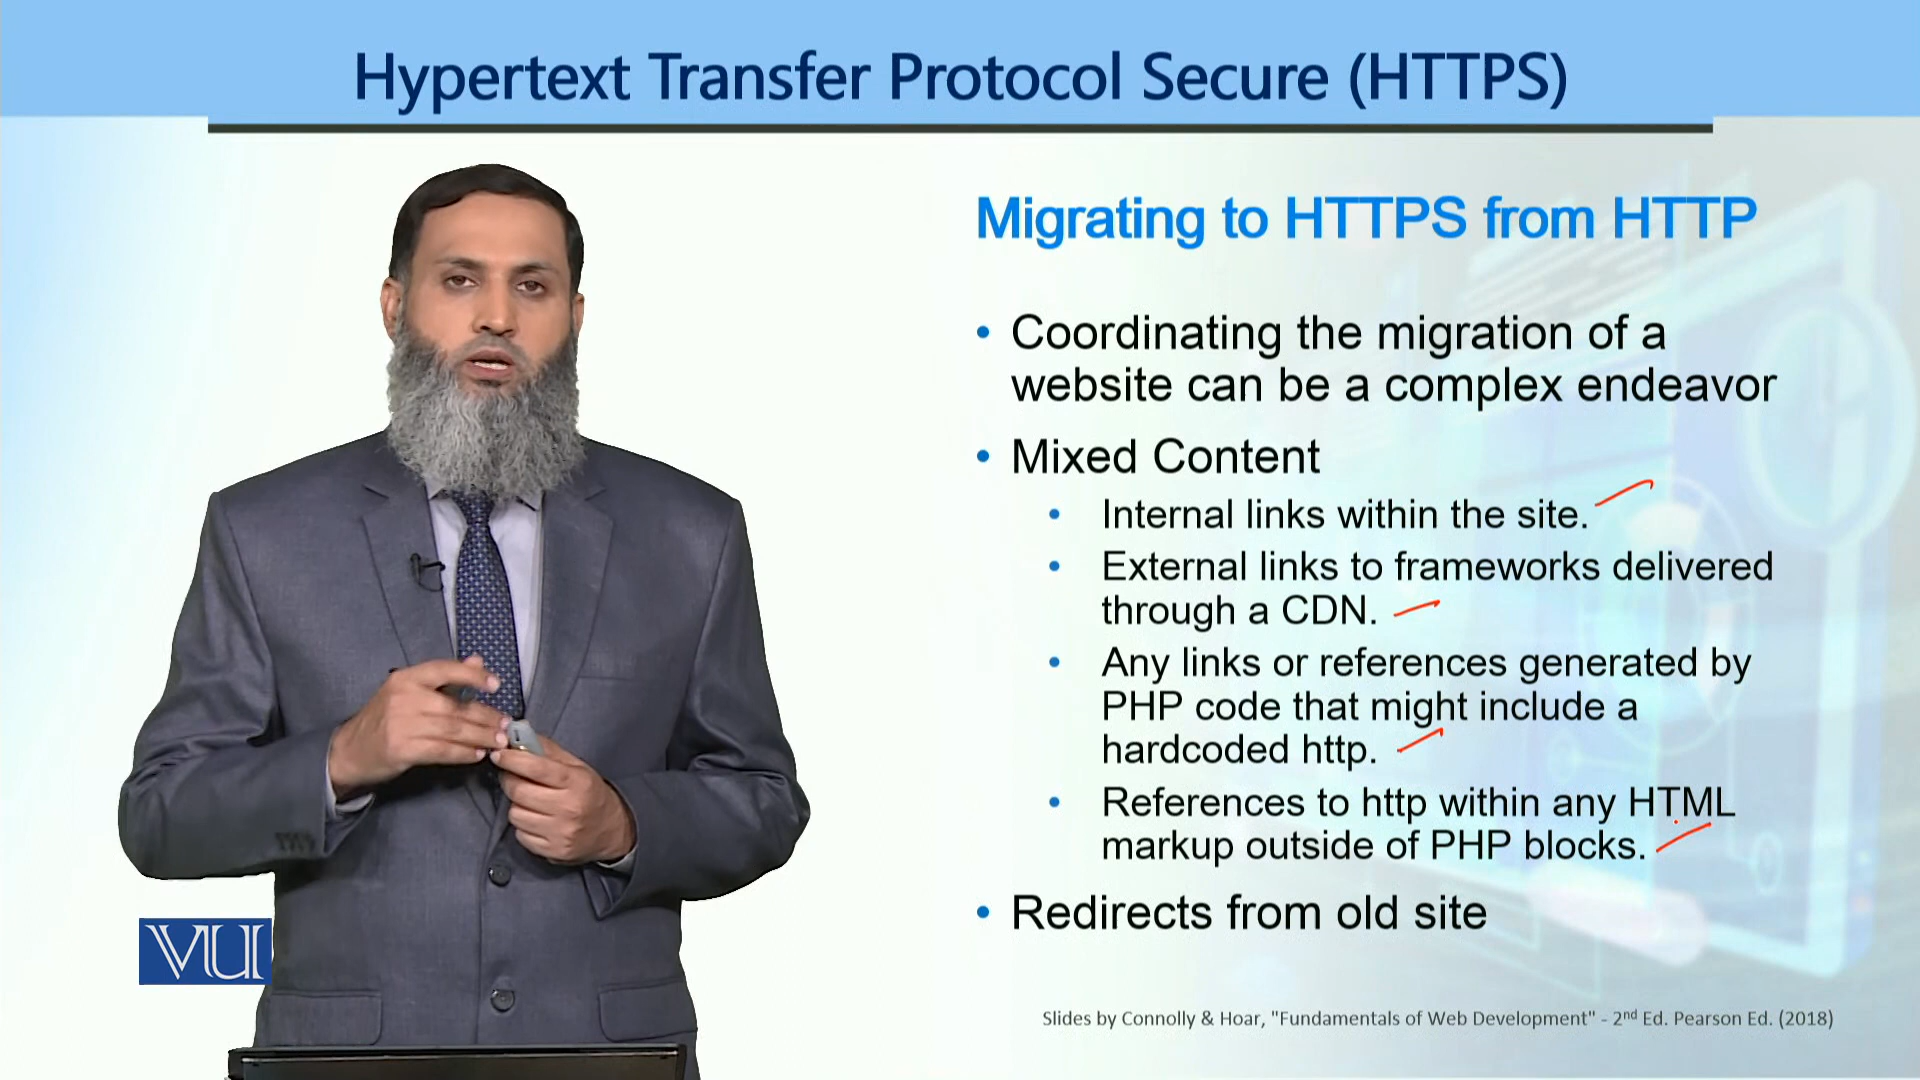 Hypertext Transfer Protocol Secure (HTTPS)
Migrating to HTTPS from HTTP
• Coordinating the migration of a
website can be a complex endeavor
• Mixed Content
• Internal links within the site.
• External links to frameworks delivered
through a CDN.
• Any links or references generated by
PHP code that might include a
hardcoded http.
• References to http within any HTML
markup outside of PHP blocks.
• Redirects from old site
VU
Slides by Connolly & Hoar, "Fundamentals of Web Development" - 2nd Ed. Pearson Ed. (2018)